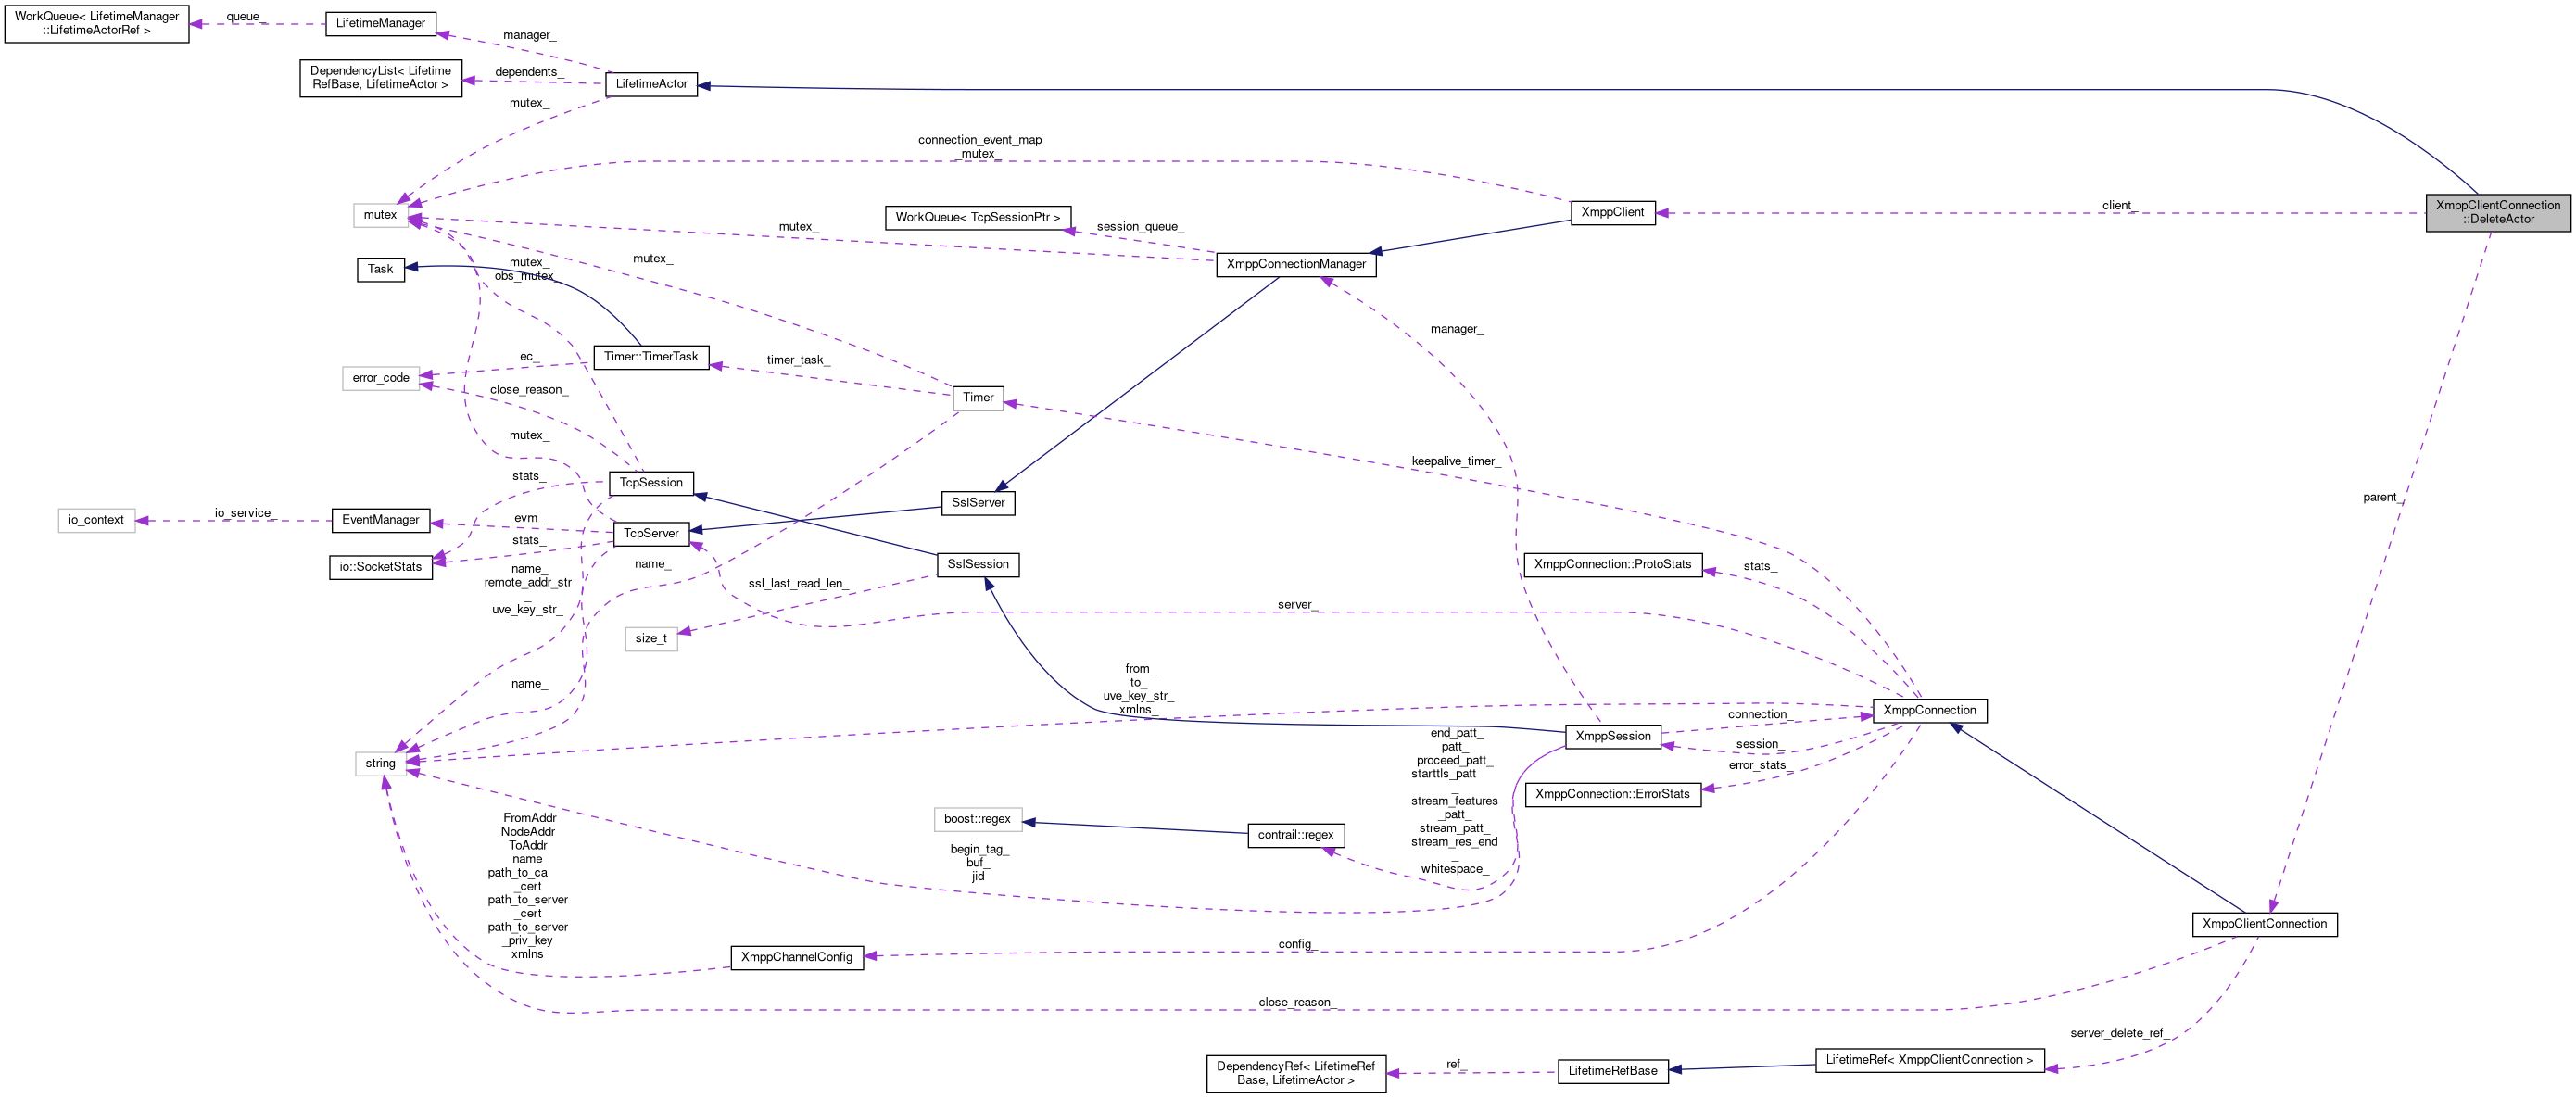 WorkQueue< LifetimeManager
::LifetimeActorRef >
queue_
LifetimeManager
manager_
DependencyList< Lifetime
RefBase, LifetimeActor >
dependents_
LifetimeActor
mutex_
connection_event_map
_mutex_
mutex
WorkQueue< TcpSessionPtr >
session_queue_
mutex_
XmppClient
client_
XmppClientConnection
::DeleteActor
XmppConnectionManager
Task
mutex_
obs_mutex_
mutex_
manager_
Timer::TimerTask
ec_
timer_task_
error_code
close_reason_
Timer
mutex_
keepalive_timer_
stats_
TcpSession
parent_
SslServer
io_context
io_service_
EventManager
evm_
TcpServer
stats_
io::SocketStats
name_
remote_addr_str
_
uve_key_str_
name_
SslSession
ssl_last_read_len_
XmppConnection::ProtoStats
stats_
server_
size_t
from_
to_
uve_key_str_
xmlns_
name_
XmppConnection
connection_
XmppSession
session_
error_stats_
string
end_patt_
patt_
proceed_patt_
starttls_patt
_
stream_features
_patt_
stream_patt_
stream_res_end
_
whitespace_
XmppConnection::ErrorStats
boost::regex
contrail::regex
begin_tag_
buf_
jid
FromAddr
NodeAddr
ToAddr
name
path_to_ca
_cert
path_to_server
_cert
path_to_server
_priv_key
xmlns
XmppChannelConfig
config_
XmppClientConnection
close_reason_
server_delete_ref_
DependencyRef< LifetimeRef
Base, LifetimeActor >
ref_
LifetimeRefBase
LifetimeRef< XmppClientConnection >